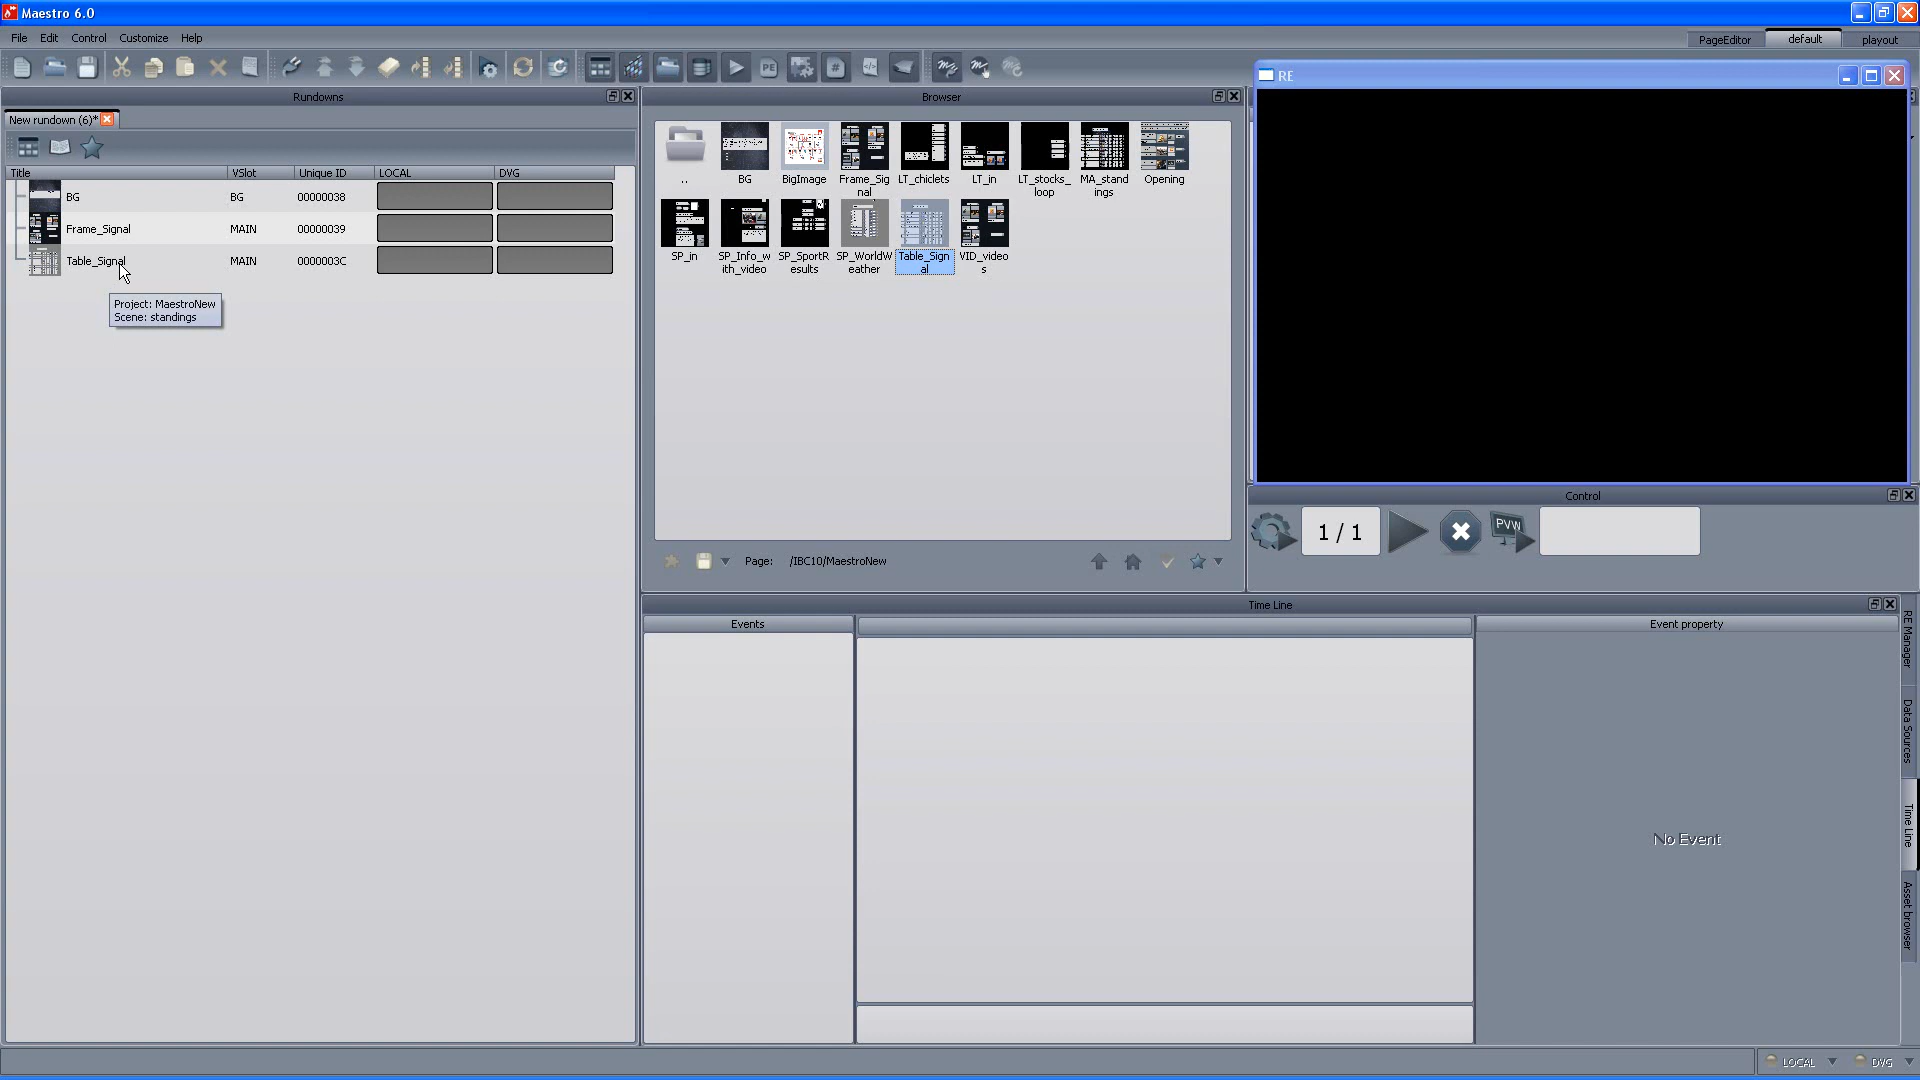 Maestro 6.0
File Edit Control Customize Help
PageEditor default playout
Rundowns
New rundown (6)*
Title VSlot Unique ID LOCAL DVG
BG BG 00000038
Frame_Signal MAIN 00000039
Table_Signal MAIN 0000003C
Project: MaestroNew
Scene: standings
Browser
.. BG BigImage Frame_Sig LT_chiclets LT_in LT_stocks_ MA_stand Opening
nal loop ings
SP_in SP_Info_w SP_SportR SP_WorldW Table_Sign VID_video
ith_video esults eather al s
Page: /IBC10/MaestroNew
RE
Control
1 / 1
PVW
Time Line
Events
Event property
No Event
RE Manager
Data Sources
Time Line
Asset browser
LOCAL DVG